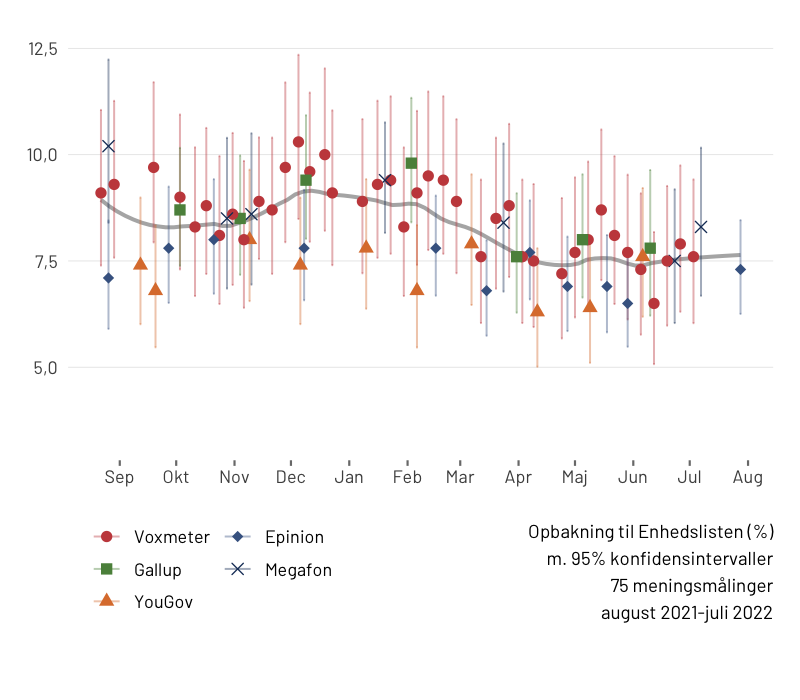 12,5
10,0
7,5
5,0
Sep Okt Nov Dec Jan Feb Mar Apr Maj Jun Jul Aug
Voxmeter Epinion
Gallup Megafon
YouGov
Opbakning til Enhedslisten (%)
m. 95% konfidensintervaller
75 meningsmålinger
august 2021-juli 2022